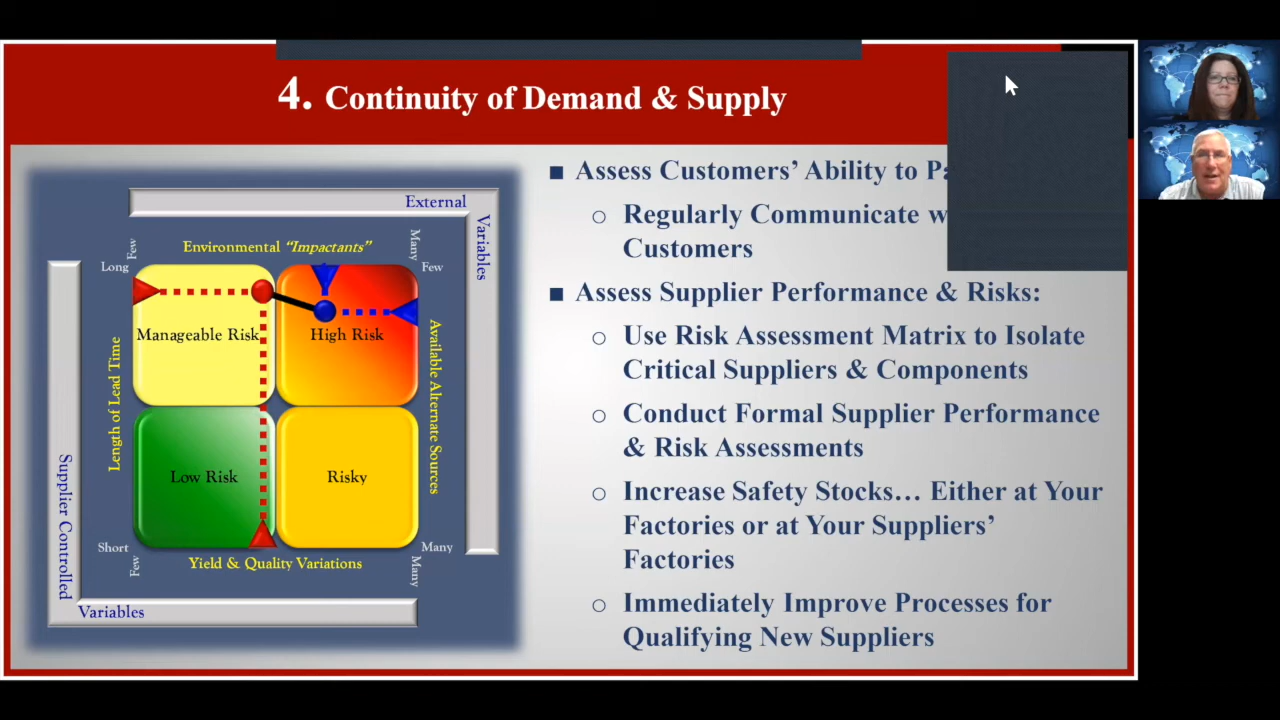 4. Continuity of Demand & Supply
External
Variables
Environmental "Impactants"
Few
Many
Long
Few
Manageable Risk
High Risk
Length of Lead Time
Available Alternate Sources
Low Risk
Risky
Supplier Controlled
Short
Many
Few
Many
Yield & Quality Variations
Variables
■ Assess Customers' Ability to
○ Regularly Communicate
Customers
■ Assess Supplier Performance & Risks:
○ Use Risk Assessment Matrix to Isolate
Critical Suppliers & Components
○ Conduct Formal Supplier Performance
& Risk Assessments
○ Increase Safety Stocks… Either at Your
Factories or at Your Suppliers'
Factories
○ Immediately Improve Processes for
Qualifying New Suppliers